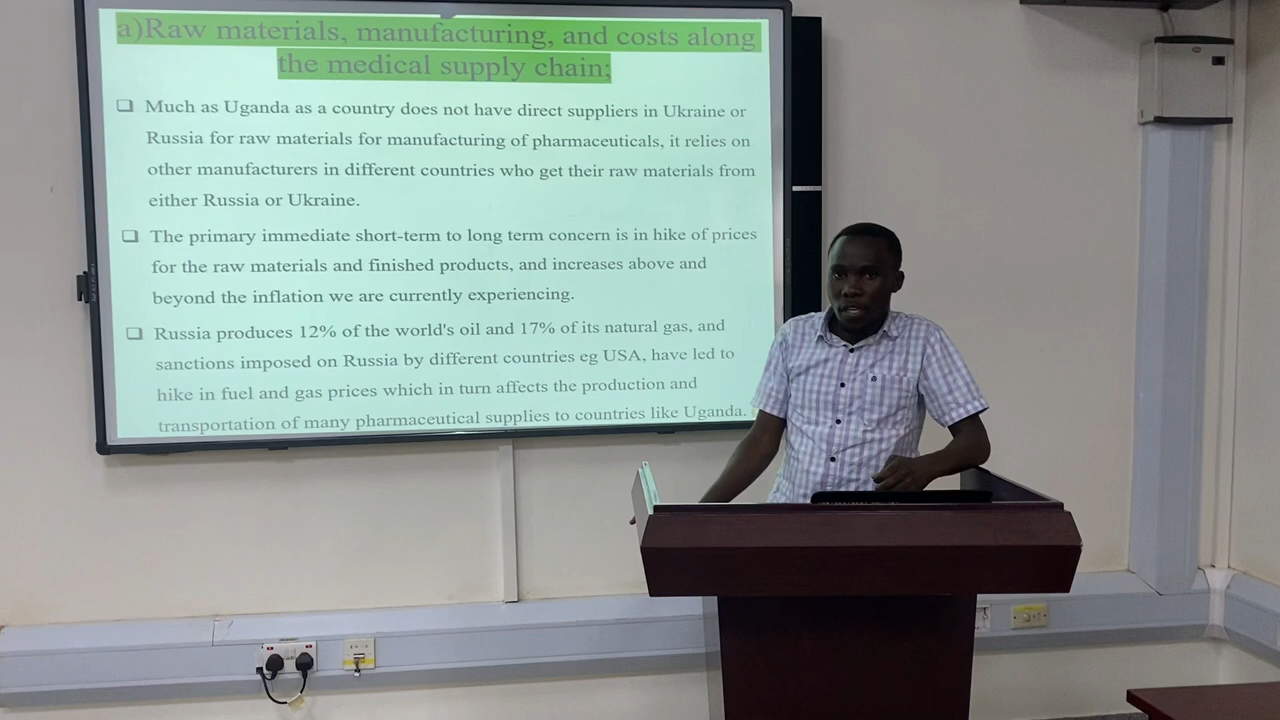 a)Raw materials, manufacturing, and costs along
the medical supply chain;
❑ Much as Uganda as a country does not have direct suppliers in Ukraine or
Russia for raw materials for manufacturing of pharmaceuticals, it relies on
other manufacturers in different countries who get their raw materials from
either Russia or Ukraine.
❑ The primary immediate short-term to long term concern is in hike of prices
for the raw materials and finished products, and increases above and
beyond the inflation we are currently experiencing.
❑ Russia produces 12% of the world's oil and 17% of its natural gas, and
sanctions imposed on Russia by different countries eg USA, have led to
hike in fuel and gas prices which in turn affects the production and
transportation of many pharmaceutical supplies to countries like Uganda.